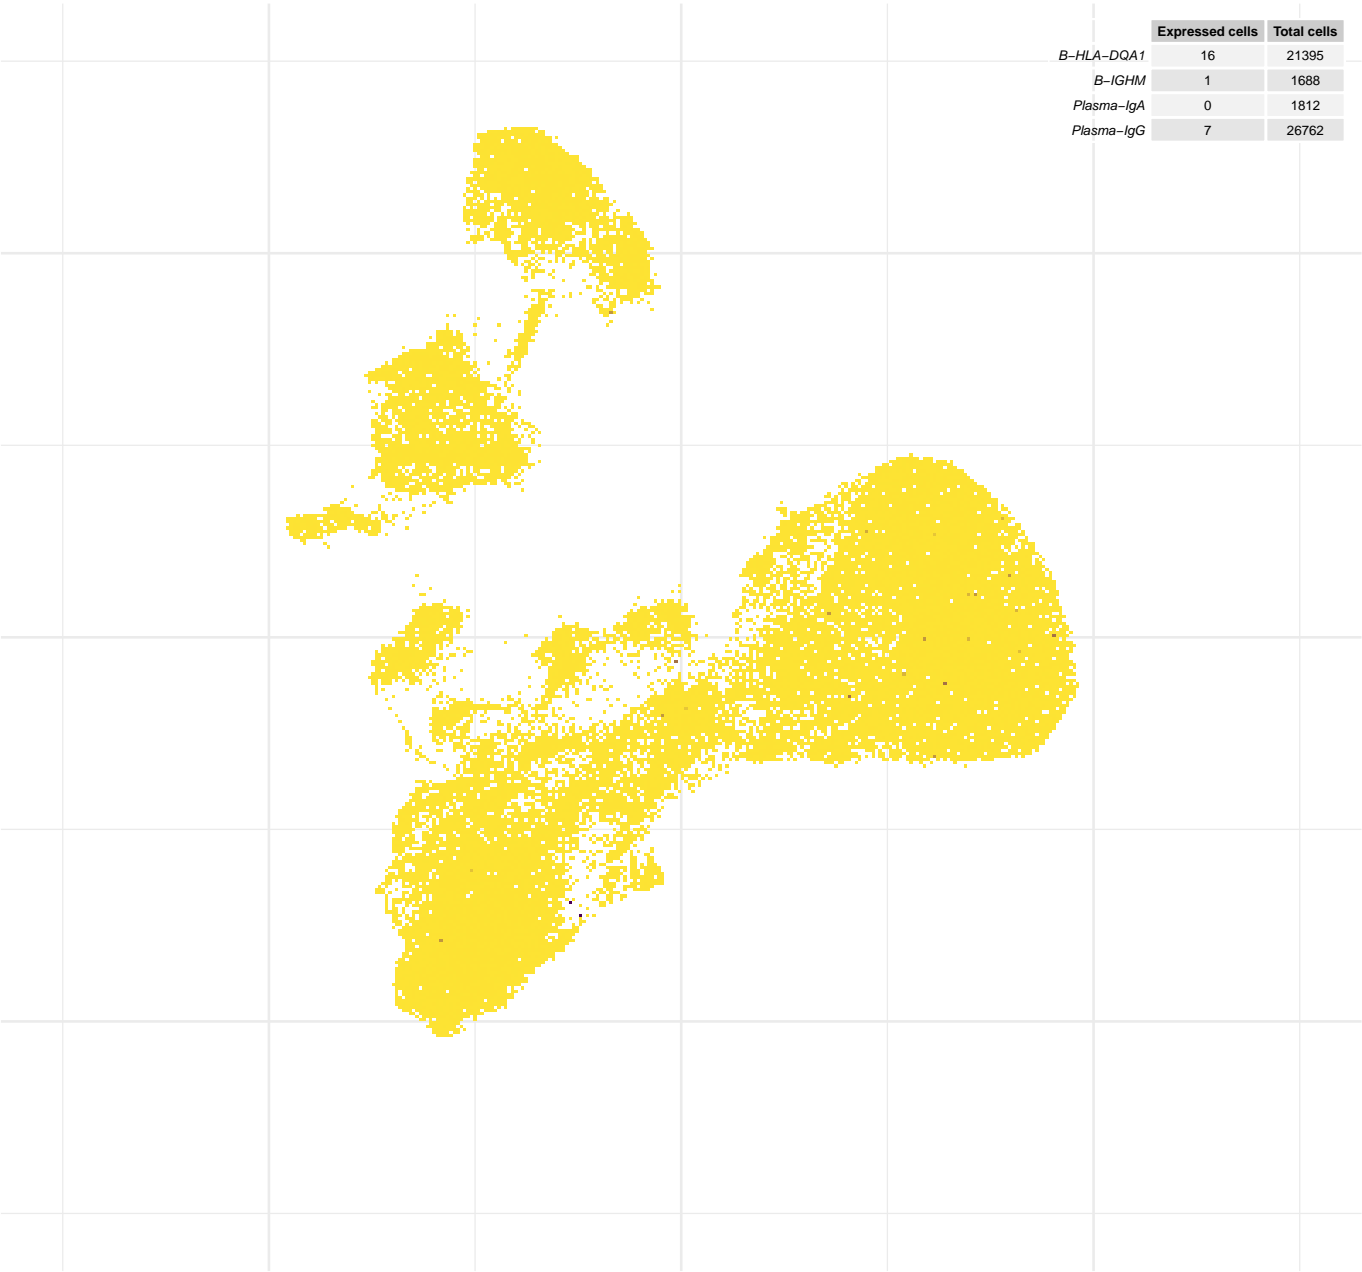 Expressed cells Total cells
B−HLA−DQA1 16 21395
B−IGHM 1 1688
Plasma−IgA 0 1812
Plasma−IgG 7 26762